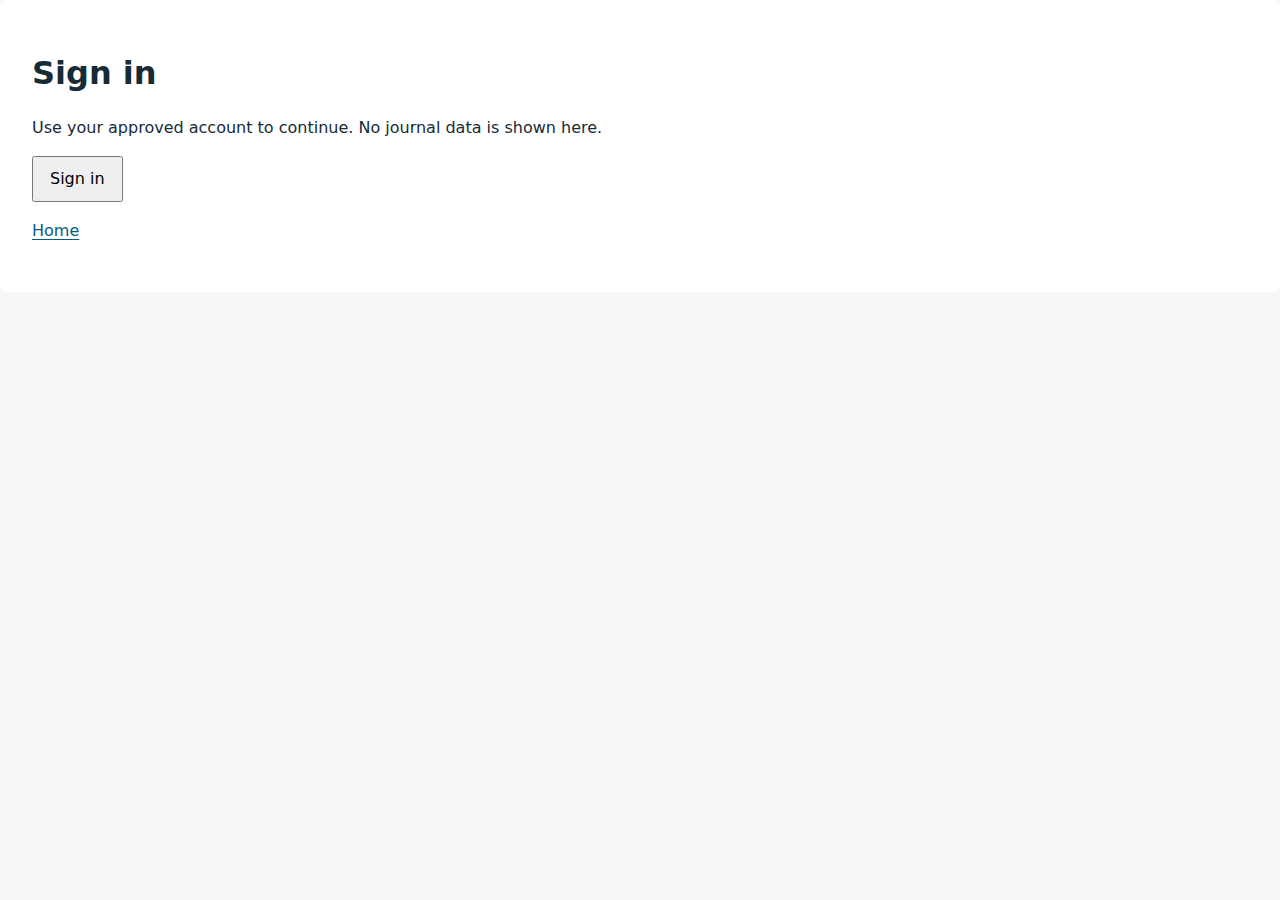 Sign in
Use your approved account to continue. No journal data is shown here.
Sign in
Home